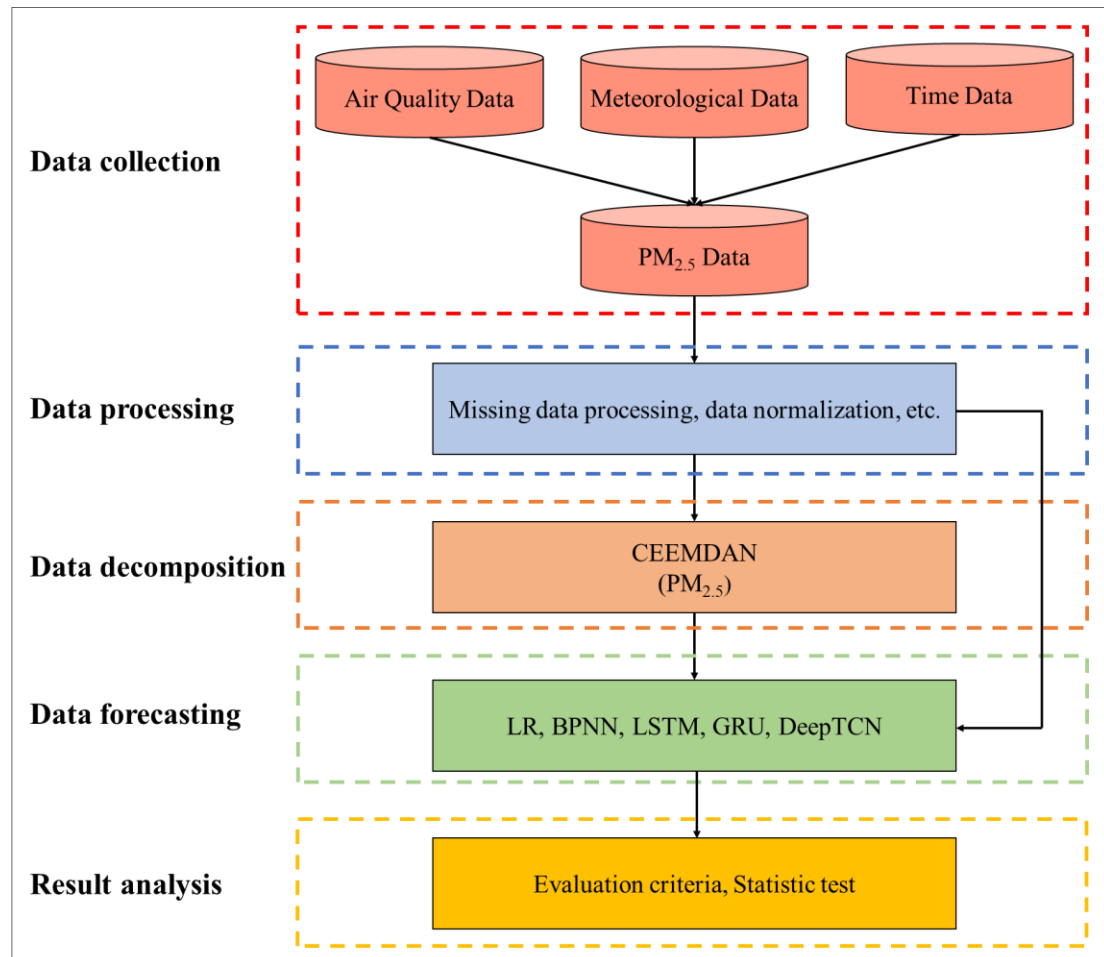 Data collection
Air Quality Data
Meteorological Data
Time Data
PM₂.₅ Data
Data processing
Missing data processing, data normalization, etc.
Data decomposition
CEEMDAN
(PM₂.₅)
Data forecasting
LR, BPNN, LSTM, GRU, DeepTCN
Result analysis
Evaluation criteria, Statistic test